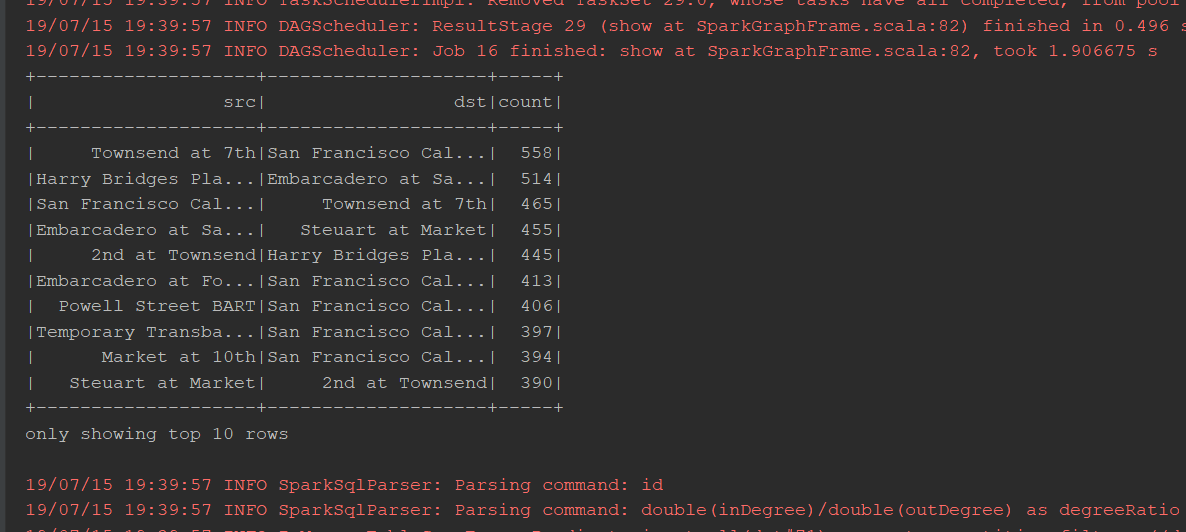 19/07/15 19:39:57 INFO TaskSchedulerImpl: Removed TaskSet 29.0, whose tasks have all completed, from pool
19/07/15 19:39:57 INFO DAGScheduler: ResultStage 29 (show at SparkGraphFrame.scala:82) finished in 0.496 s
19/07/15 19:39:57 INFO DAGScheduler: Job 16 finished: show at SparkGraphFrame.scala:82, took 1.906675 s
+--------------------+--------------------+-----+
|                 src|                 dst|count|
+--------------------+--------------------+-----+
|     Townsend at 7th|San Francisco Cal...|  558|
|Harry Bridges Pla...|Embarcadero at Sa...|  514|
|San Francisco Cal...|     Townsend at 7th|  465|
|Embarcadero at Sa...|   Steuart at Market|  455|
|     2nd at Townsend|Harry Bridges Pla...|  445|
|Embarcadero at Fo...|San Francisco Cal...|  413|
|  Powell Street BART|San Francisco Cal...|  406|
|Temporary Transba...|San Francisco Cal...|  397|
|      Market at 10th|San Francisco Cal...|  394|
|   Steuart at Market|     2nd at Townsend|  390|
+--------------------+--------------------+-----+
only showing top 10 rows
19/07/15 19:39:57 INFO SparkSqlParser: Parsing command: id
19/07/15 19:39:57 INFO SparkSqlParser: Parsing command: double(inDegree)/double(outDegree) as degreeRatio
19/07/15 19:39:57 INFO